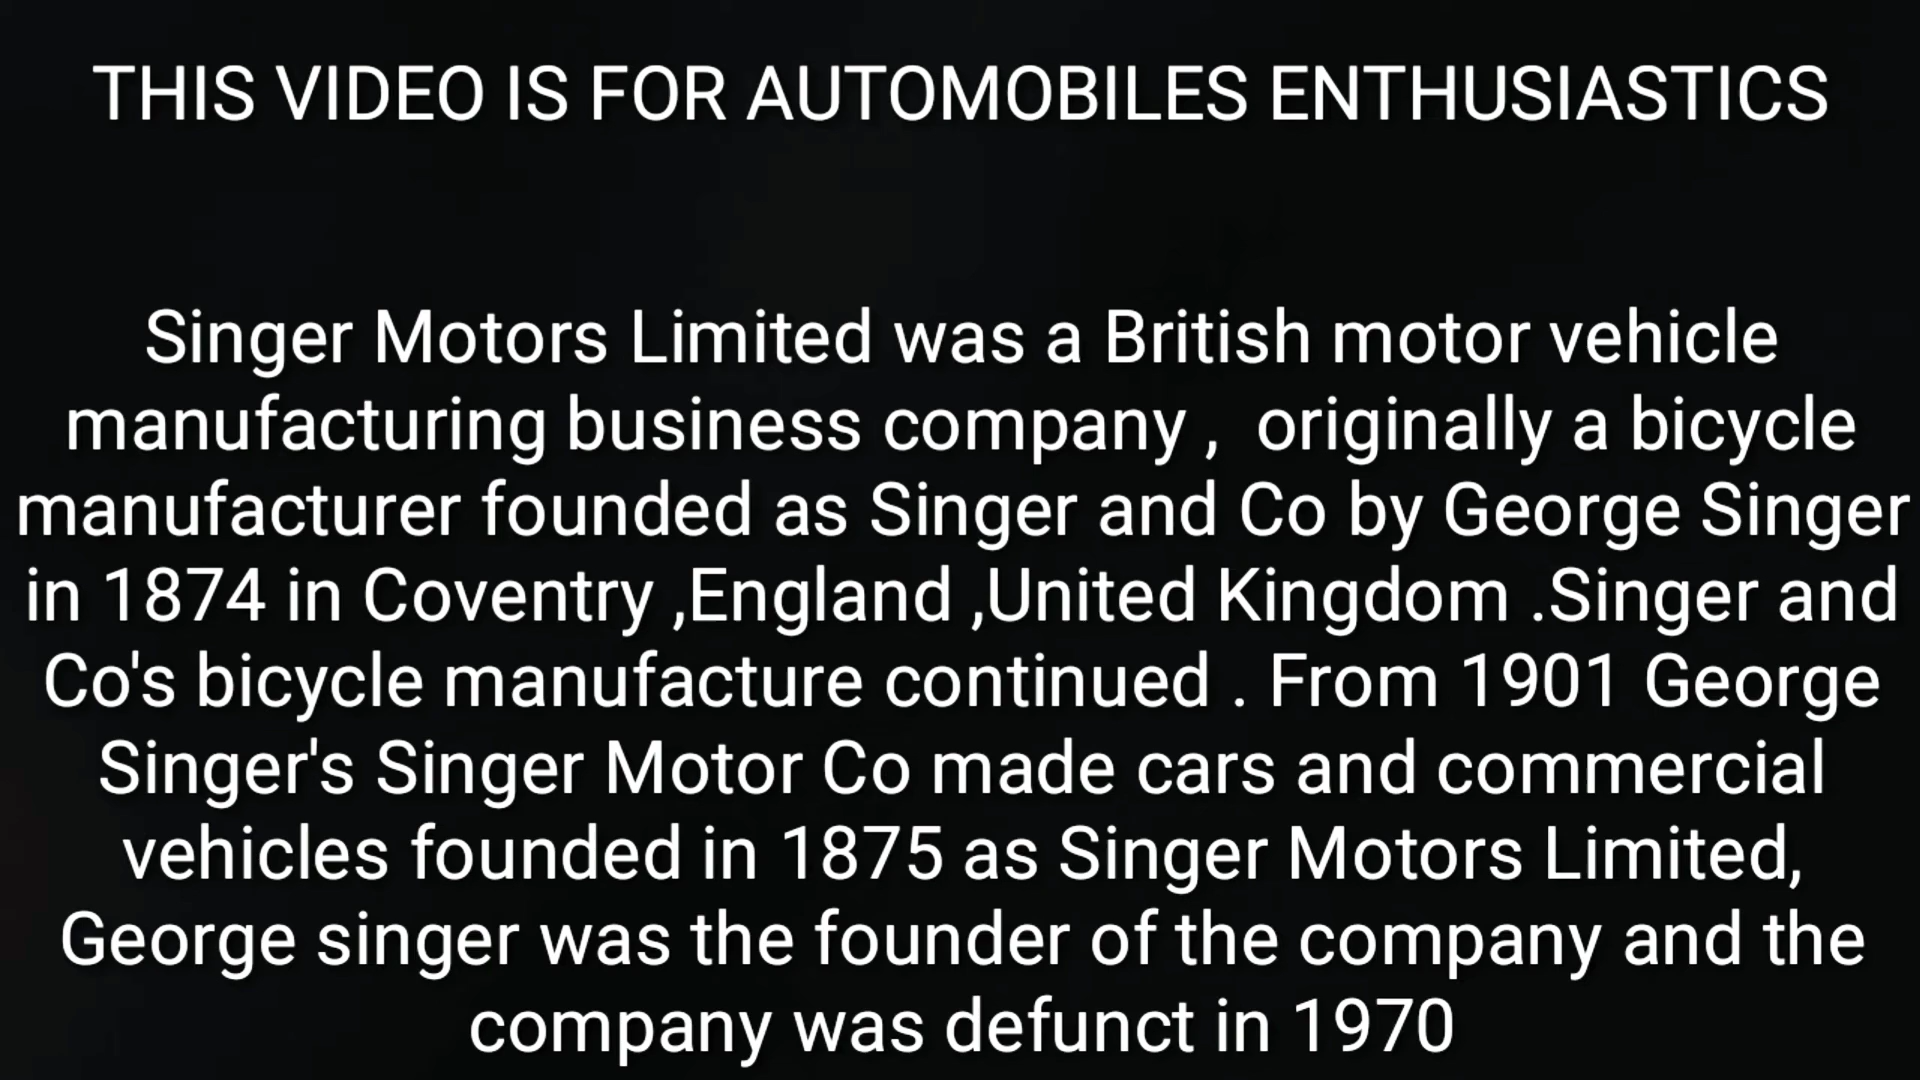 THIS VIDEO IS FOR AUTOMOBILES ENTHUSIASTICS
Singer Motors Limited was a British motor vehicle
manufacturing business company ,  originally a bicycle
manufacturer founded as Singer and Co by George Singer
in 1874 in Coventry ,England ,United Kingdom .Singer and
Co's bicycle manufacture continued . From 1901 George
Singer's Singer Motor Co made cars and commercial
vehicles founded in 1875 as Singer Motors Limited,
George singer was the founder of the company and the
company was defunct in 1970